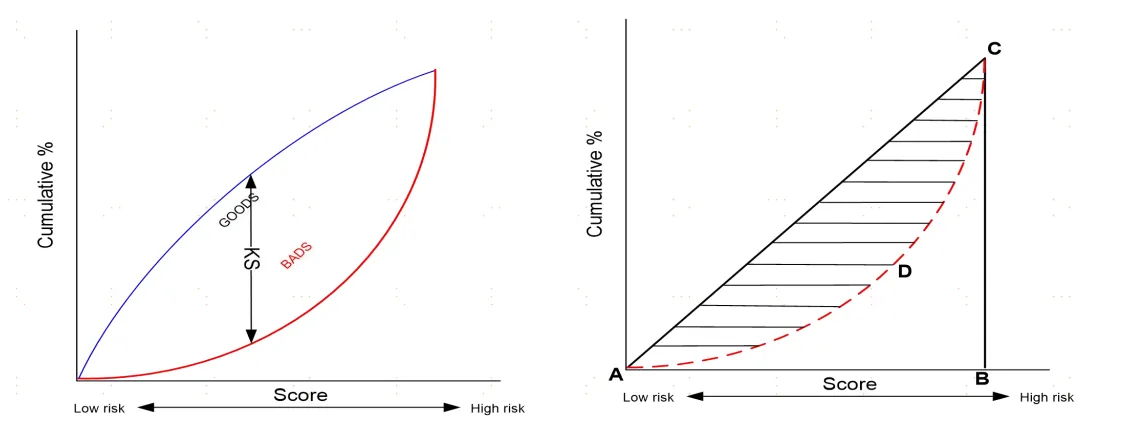 Cumulative %
GOODS
KS
BADS
Score
Low risk
High risk
Cumulative %
C
D
A
B
Score
Low risk
High risk